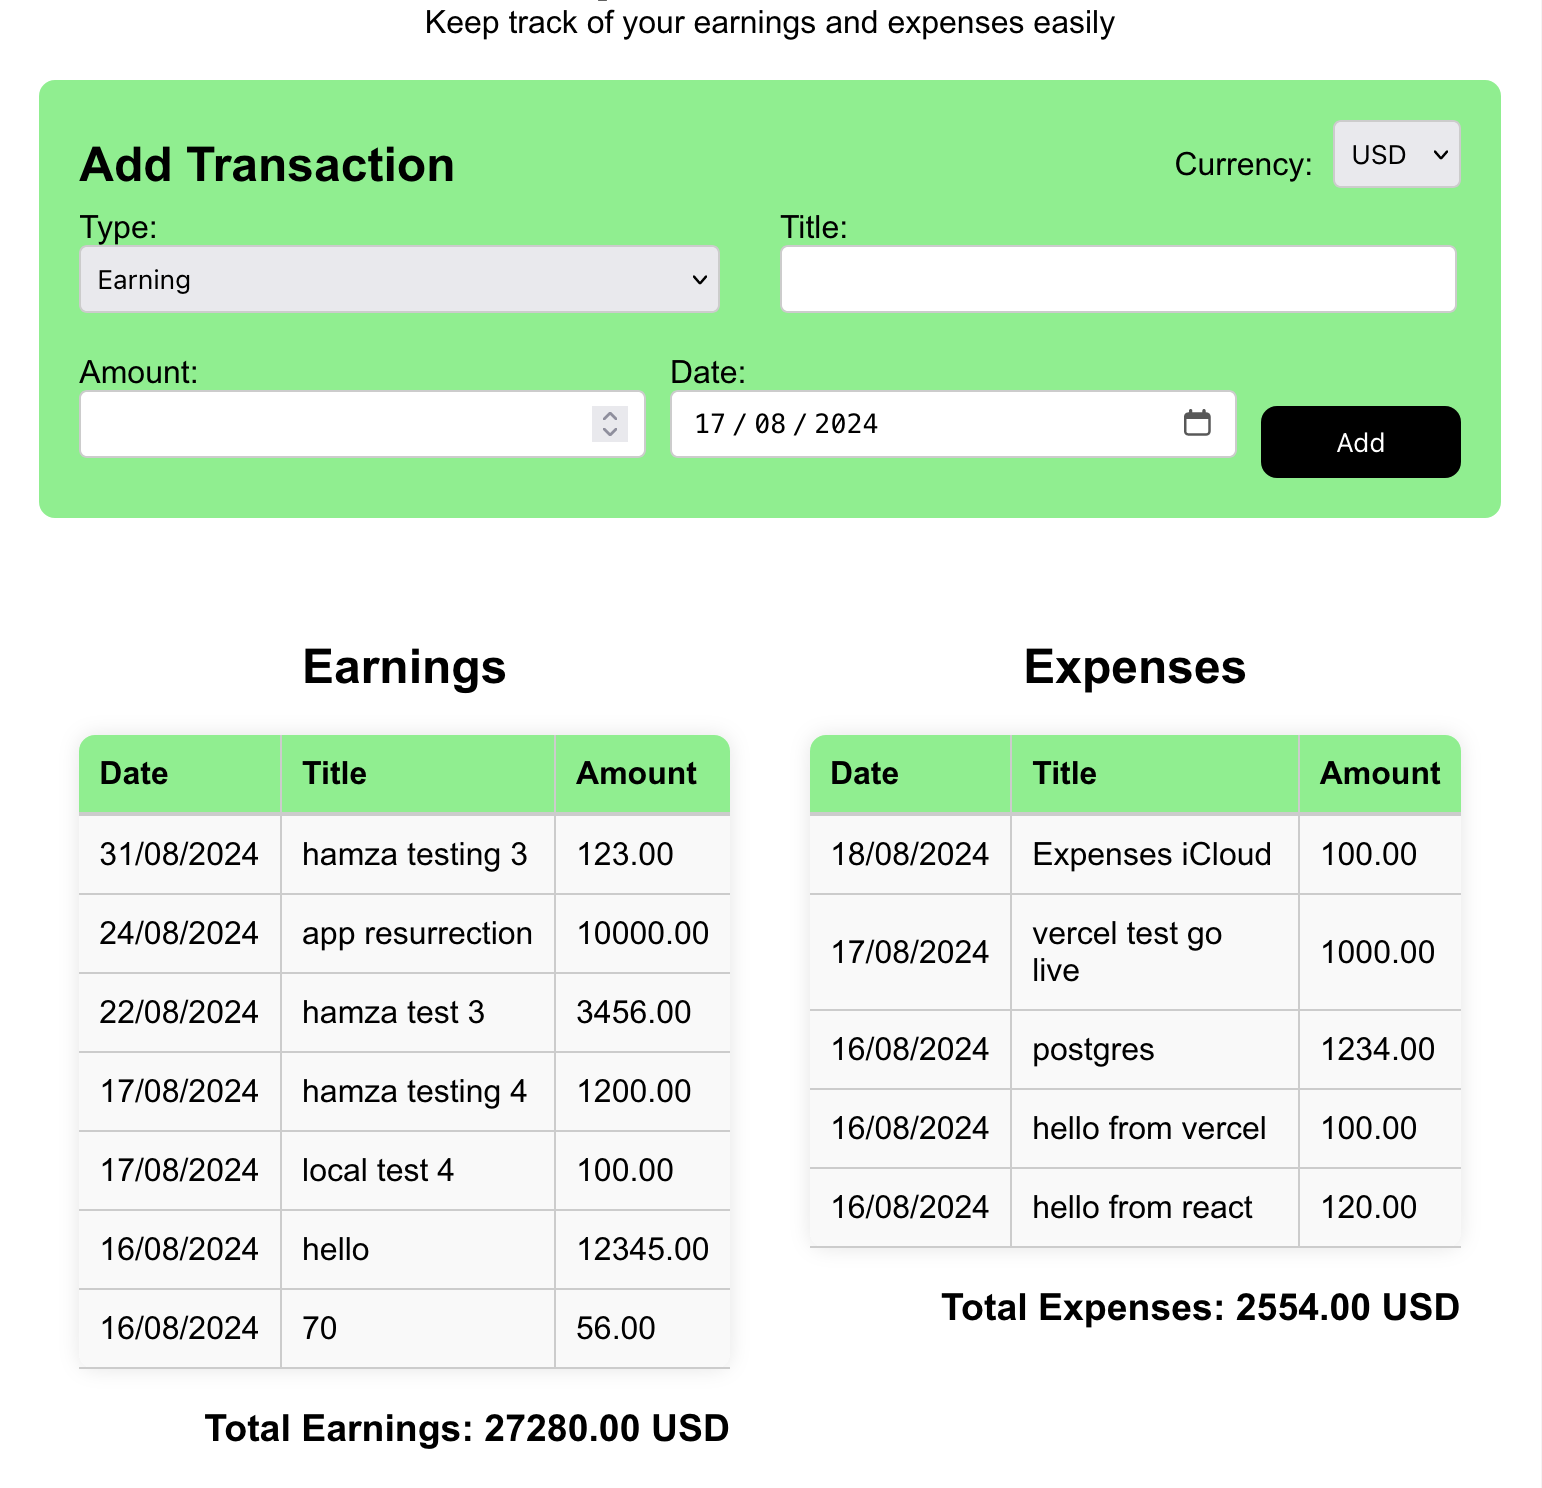 Keep track of your earnings and expenses easily
Add Transaction
Currency: USD
Type:
Title:
Earning
Amount:
Date:
17/08/2024
Add
Earnings
Date Title Amount
31/08/2024 hamza testing 3 123.00
24/08/2024 app resurrection 10000.00
22/08/2024 hamza test 3 3456.00
17/08/2024 hamza testing 4 1200.00
17/08/2024 local test 4 100.00
16/08/2024 hello 12345.00
16/08/2024 70 56.00
Total Earnings: 27280.00 USD
Expenses
Date Title Amount
18/08/2024 Expenses iCloud 100.00
17/08/2024 vercel test go
live 1000.00
16/08/2024 postgres 1234.00
16/08/2024 hello from vercel 100.00
16/08/2024 hello from react 120.00
Total Expenses: 2554.00 USD